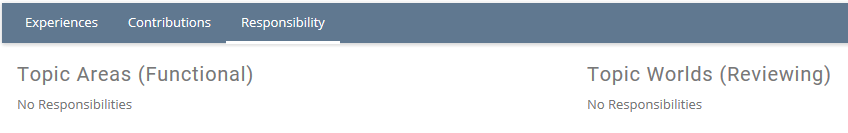 Experiences Contributions Responsibility
Topic Areas (Functional)
No Responsibilities
Topic Worlds (Reviewing)
No Responsibilities